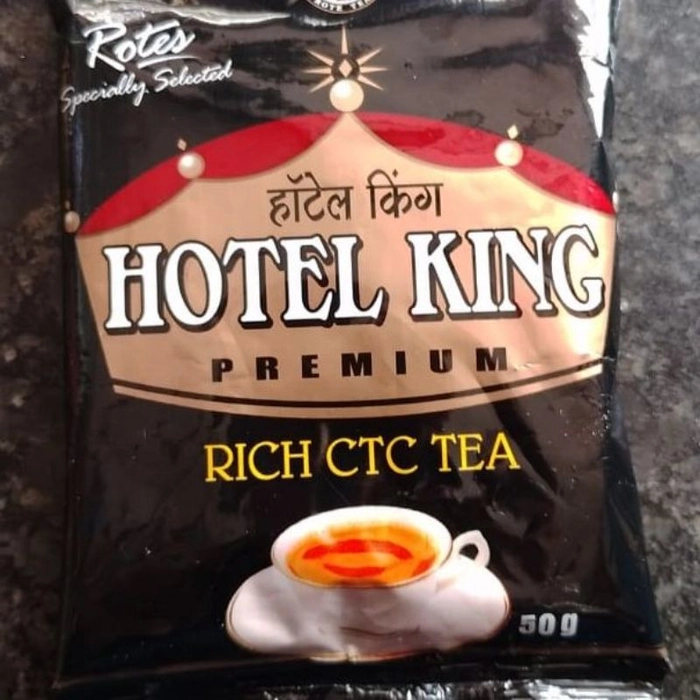 Rotes
Specially Selected
हॉटेल किंग
HOTEL KING
PREMIUM
RICH CTC TEA
50g